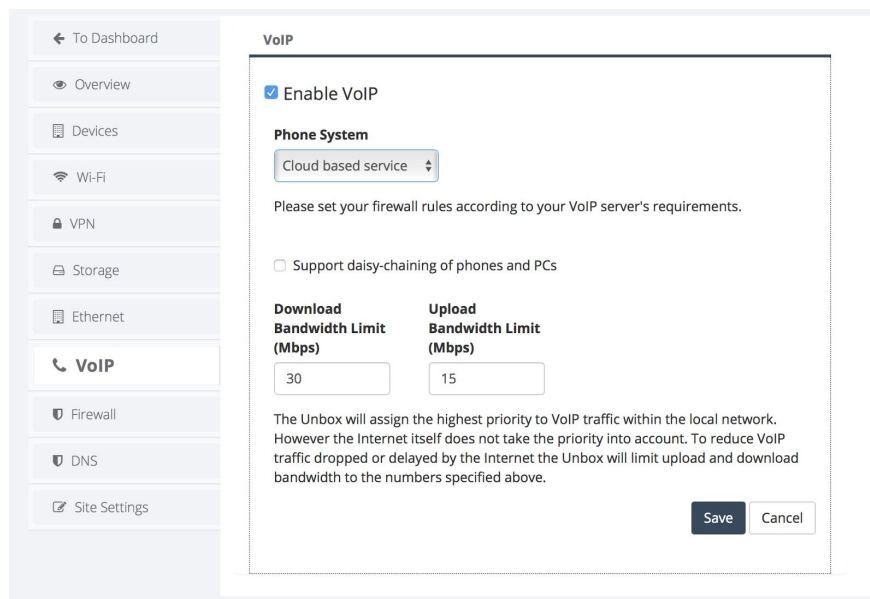 To Dashboard
Overview
Devices
Wi-Fi
VPN
Storage
Ethernet
VoIP
Firewall
DNS
Site Settings
VoIP
Enable VoIP
Phone System
Cloud based service
Please set your firewall rules according to your VoIP server's requirements.
Support daisy-chaining of phones and PCs
Download
Bandwidth Limit
(Mbps)
30
Upload
Bandwidth Limit
(Mbps)
15
The Unbox will assign the highest priority to VoIP traffic within the local network.
However the Internet itself does not take the priority into account. To reduce VoIP
traffic dropped or delayed by the Internet the Unbox will limit upload and download
bandwidth to the numbers specified above.
Save
Cancel